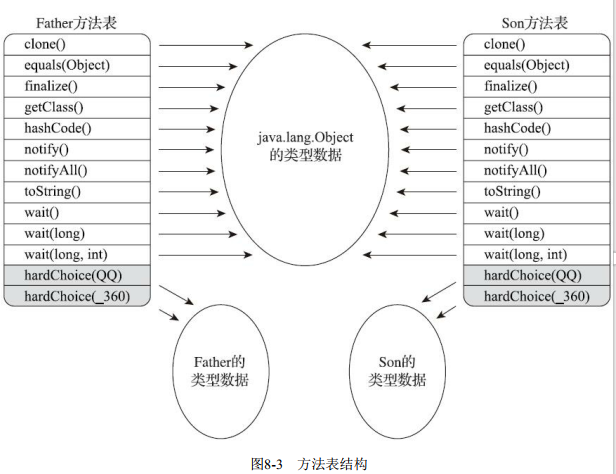 Father方法表
clone()
equals(Object)
finalize()
getClass()
hashCode()
notify()
notifyAll()
toString()
wait()
wait(long)
wait(long, int)
hardChoice(QQ)
hardChoice(_360)
java.lang.Object
的类型数据
Son方法表
clone()
equals(Object)
finalize()
getClass()
hashCode()
notify()
notifyAll()
toString()
wait()
wait(long)
wait(long, int)
hardChoice(QQ)
hardChoice(_360)
Father的
类型数据
Son的
类型数据
图8-3 方法表结构